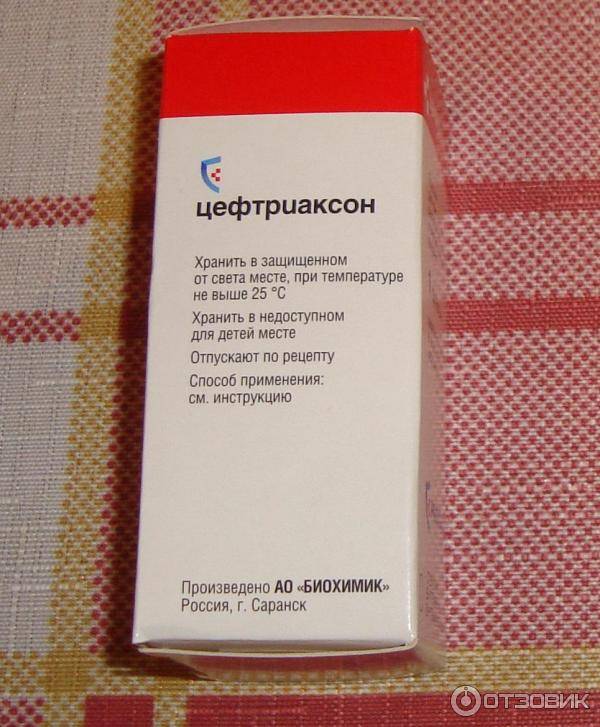 цефтриаксон
Хранить в защищенном
от света месте, при температуре
не выше 25 °С
Хранить в недоступном
для детей месте
Отпускают по рецепту
Способ применения:
см. инструкцию
Произведено АО «БИОХИМИК»
Россия, г. Саранск
ОТЗОВИК